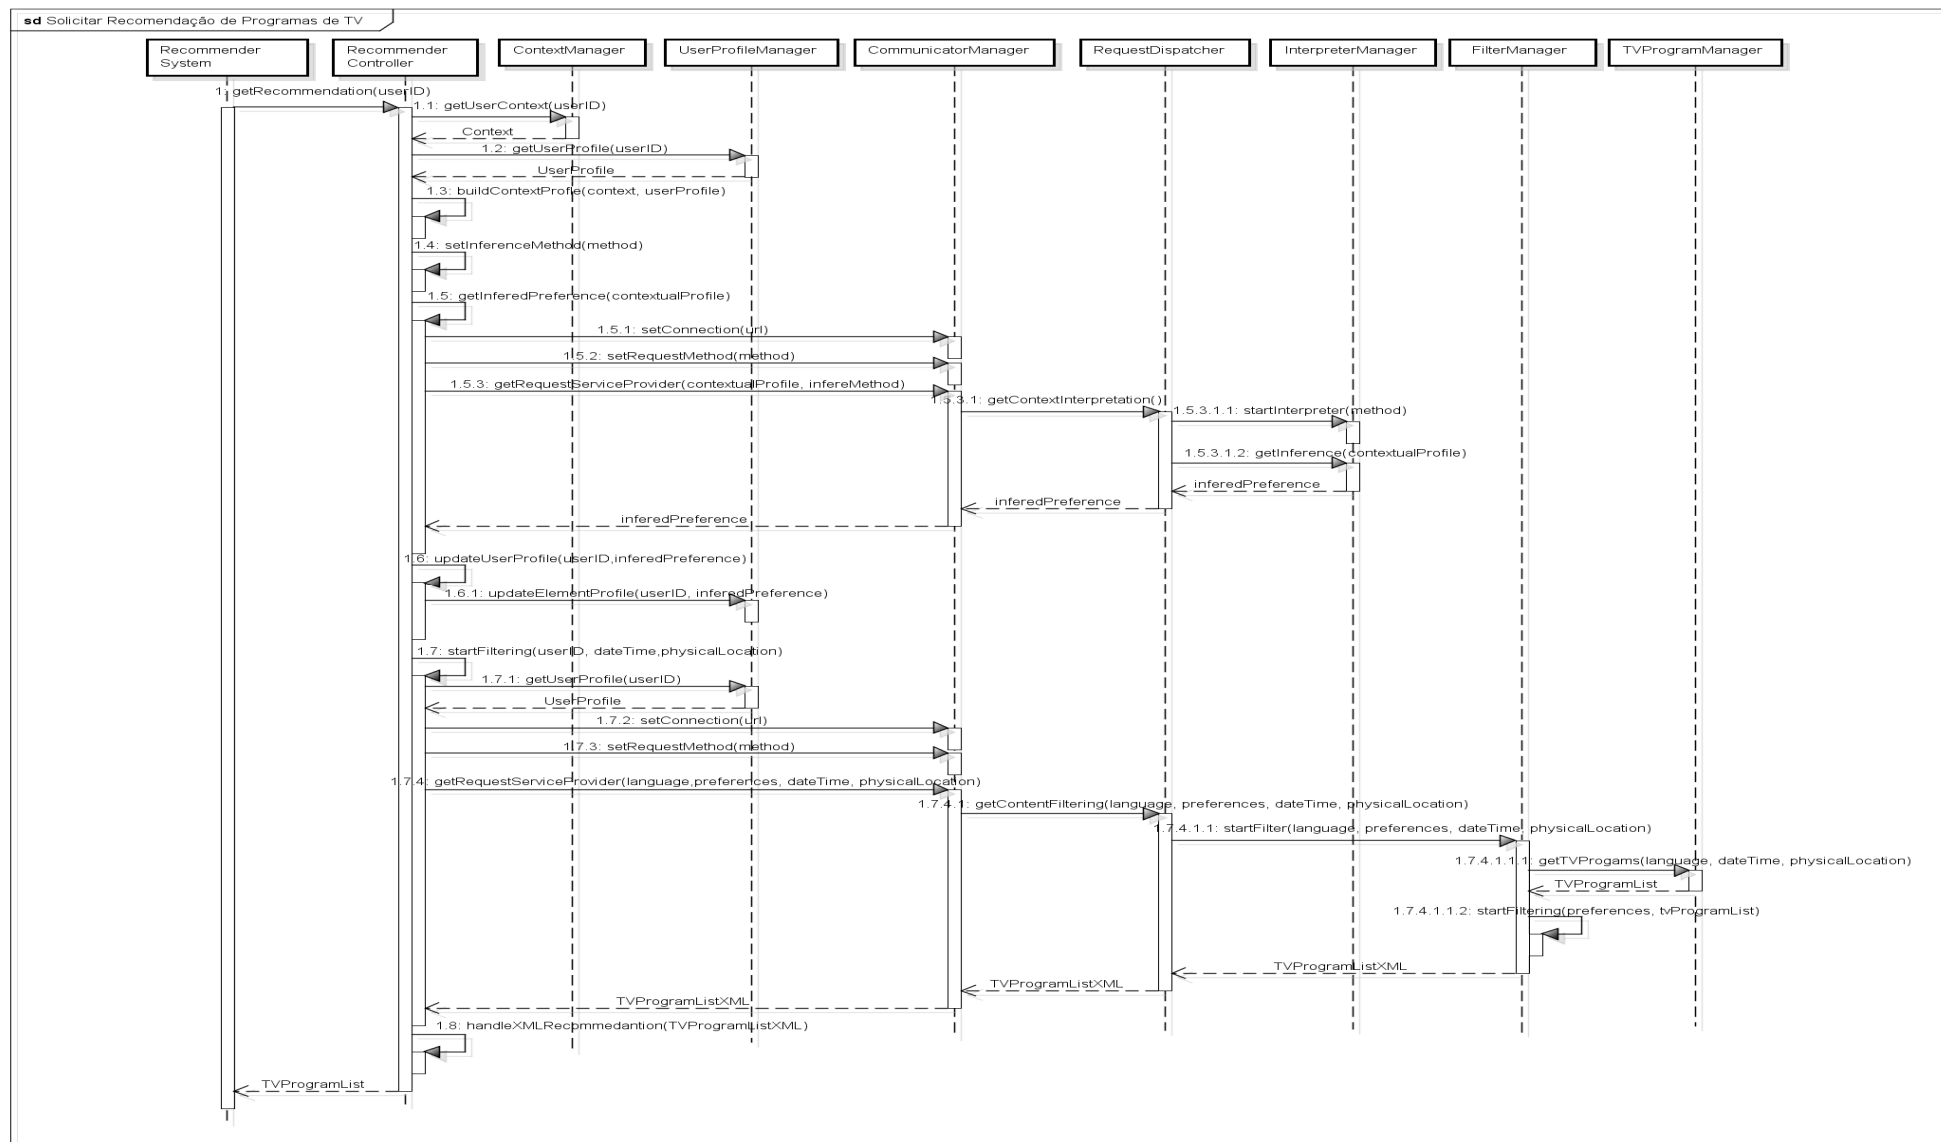 sd Solicitar Recomendação de Programas de TV
Recommender
System
Recommender
Controller
ContextManager
UserProfileManager
CommunicatorManager
RequestDispatcher
InterpreterManager
FilterManager
TVProgramManager
1: getRecommendation(userID)
1.1: getUserContext(userID)
Context
1.2: getUserProfile(userID)
UserProfile
1.3: buildContextProfie(context, userProfile)
1.4: setInferenceMethod(method)
1.5: getInferedPreference(contextualProfile)
1.5.1: setConnection(url)
1.5.2: setRequestMethod(method)
1.5.3: getRequestServiceProvider(contextualProfile, infereMethod)
1.5.3.1: getContextInterpretation()
1.5.3.1.1: startInterpreter(method)
1.5.3.1.2: getInference(contextualProfile)
inferedPreference
inferedPreference
inferedPreference
1.6: updateUserProfile(userID,inferedPreference)
1.6.1: updateElementProfile(userID, inferedPreference)
1.7: startFiltering(userID, dateTime,physicalLocation)
1.7.1: getUserProfile(userID)
UserProfile
1.7.2: setConnection(url)
1.7.3: setRequestMethod(method)
1.7.4: getRequestServiceProvider(language,preferences, dateTime, physicalLocation)
1.7.4.1: getContentFiltering(language, preferences, dateTime, physicalLocation)
1.7.4.1.1: startFilter(language, preferences, dateTime, physicalLocation)
1.7.4.1.1.1: getTVProgams(language, dateTime, physicalLocation)
TVProgramList
1.7.4.1.1.2: startFiltering(preferences, tvProgramList)
TVProgramListXML
TVProgramListXML
TVProgramListXML
1.8: handleXMLRecommedantion(TVProgramListXML)
TVProgramList